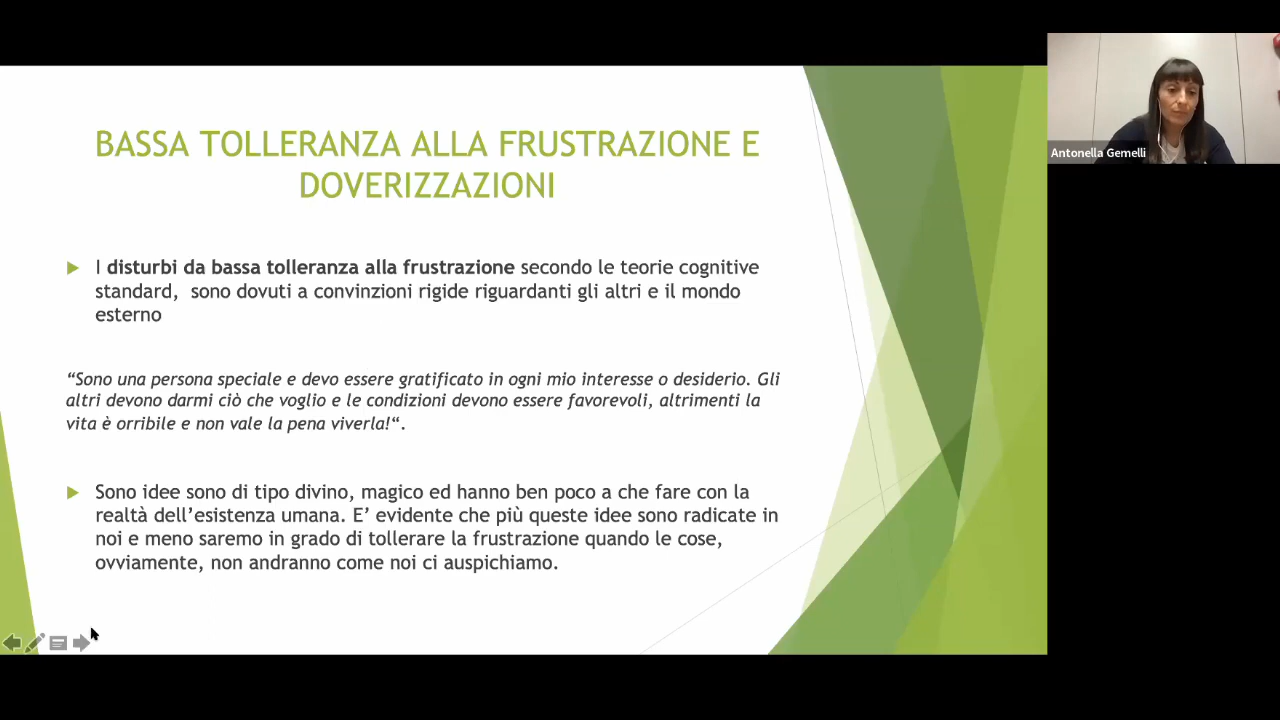 BASSA TOLLERANZA ALLA FRUSTRAZIONE E
DOVERIZZAZIONI
I disturbi da bassa tolleranza alla frustrazione secondo le teorie cognitive
standard, sono dovuti a convinzioni rigide riguardanti gli altri e il mondo
esterno
“Sono una persona speciale e devo essere gratificato in ogni mio interesse o desiderio. Gli
altri devono darmi ciò che voglio e le condizioni devono essere favorevoli, altrimenti la
vita è orribile e non vale la pena viverla!“.
Sono idee sono di tipo divino, magico ed hanno ben poco a che fare con la
realtà dell’esistenza umana. E’ evidente che più queste idee sono radicate in
noi e meno saremo in grado di tollerare la frustrazione quando le cose,
ovviamente, non andranno come noi ci auspichiamo.
Antonella Gemelli